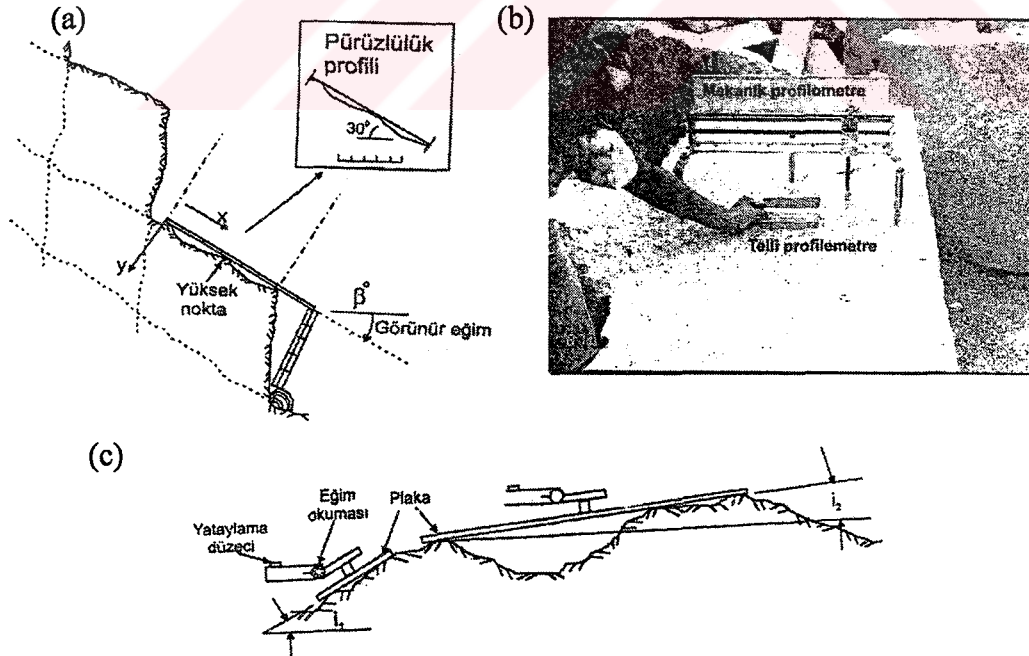 (a)
Pürüzlülük
profili
30°
x
y
Yüksek
nokta
β°
Görünür eğim
(b)
Mekanik profilometre
Telli profilemetre
(c)
Yataylama
düzeci
Eğim
okuması
Plaka
i₁
i₂